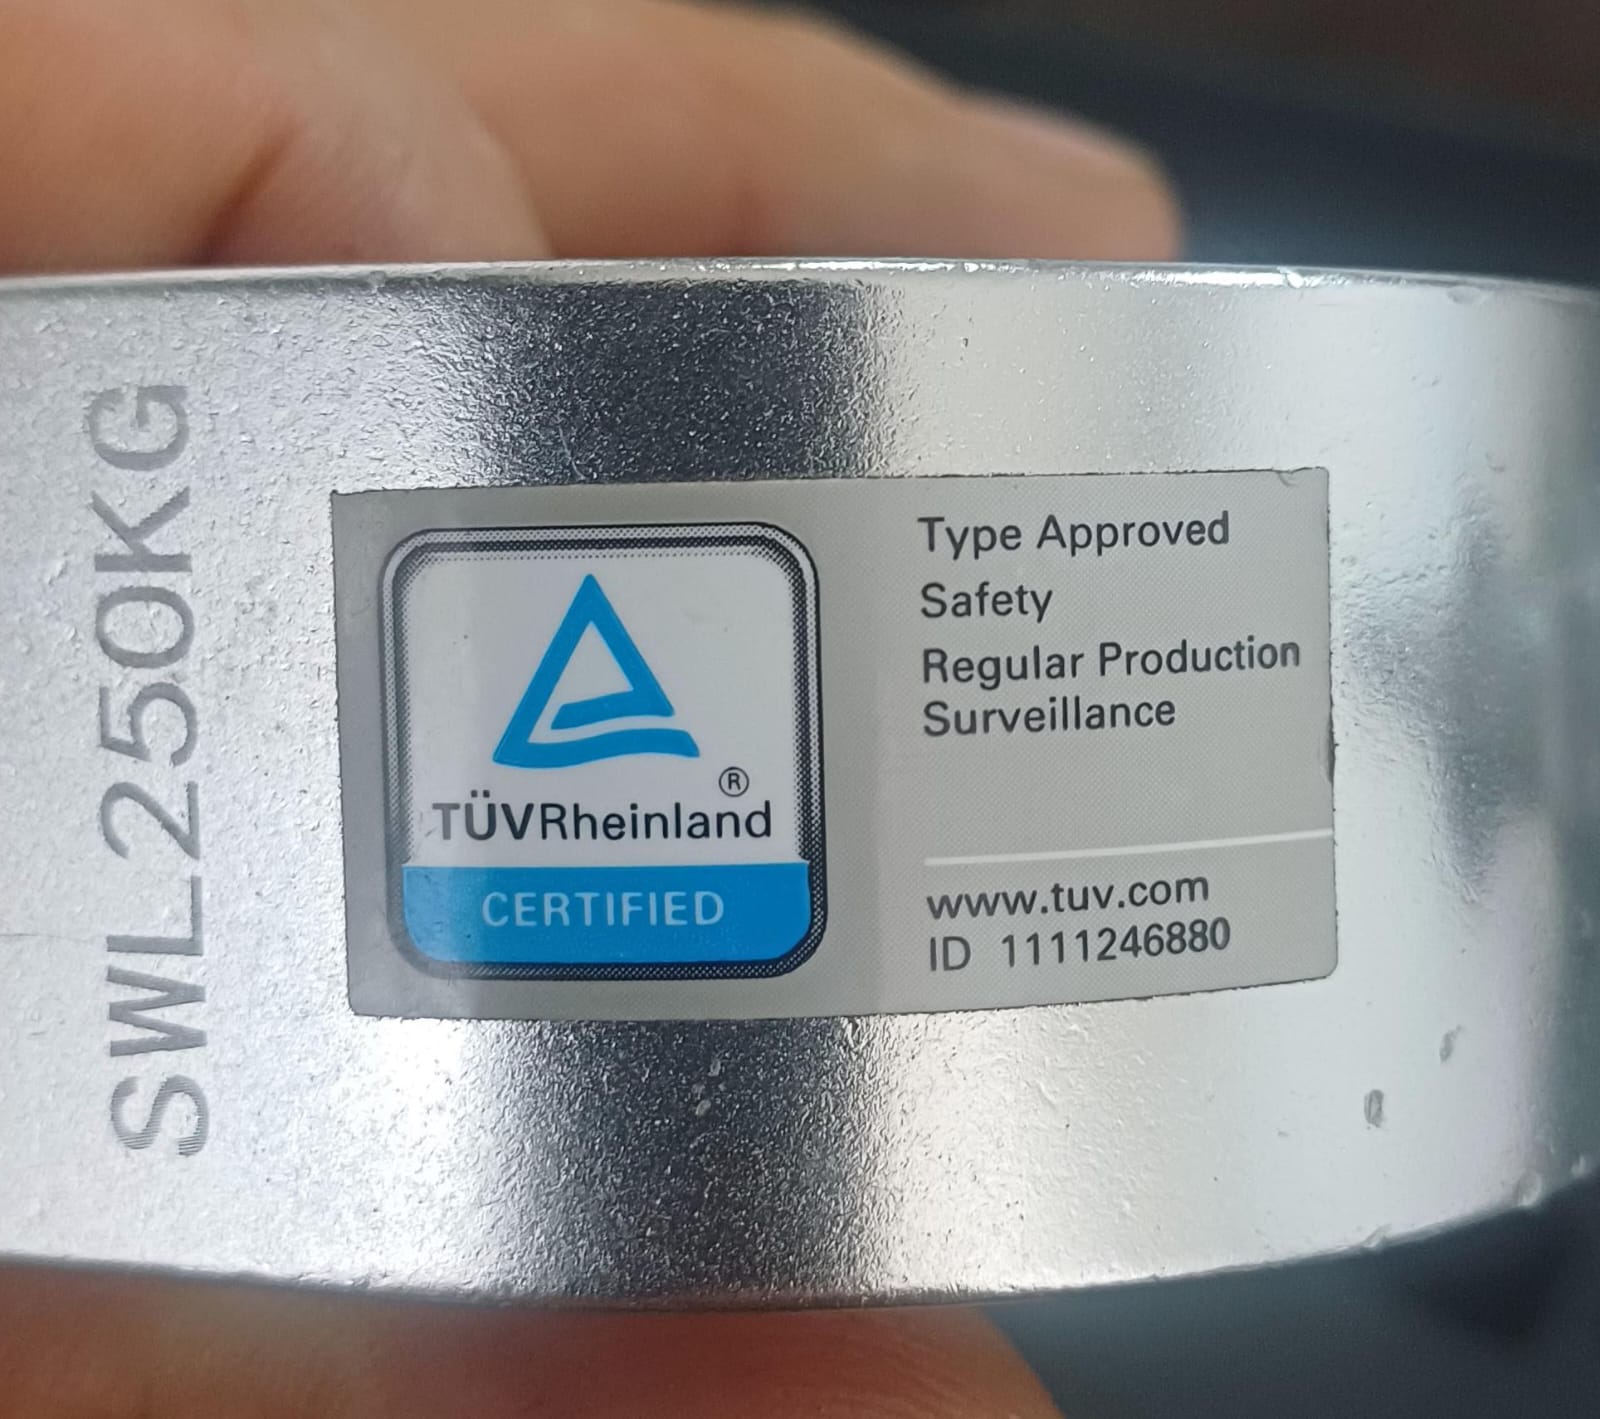 SWL250KG
TÜVRheinland®
CERTIFIED
Type Approved
Safety
Regular Production
Surveillance
www.tuv.com
ID 1111246880